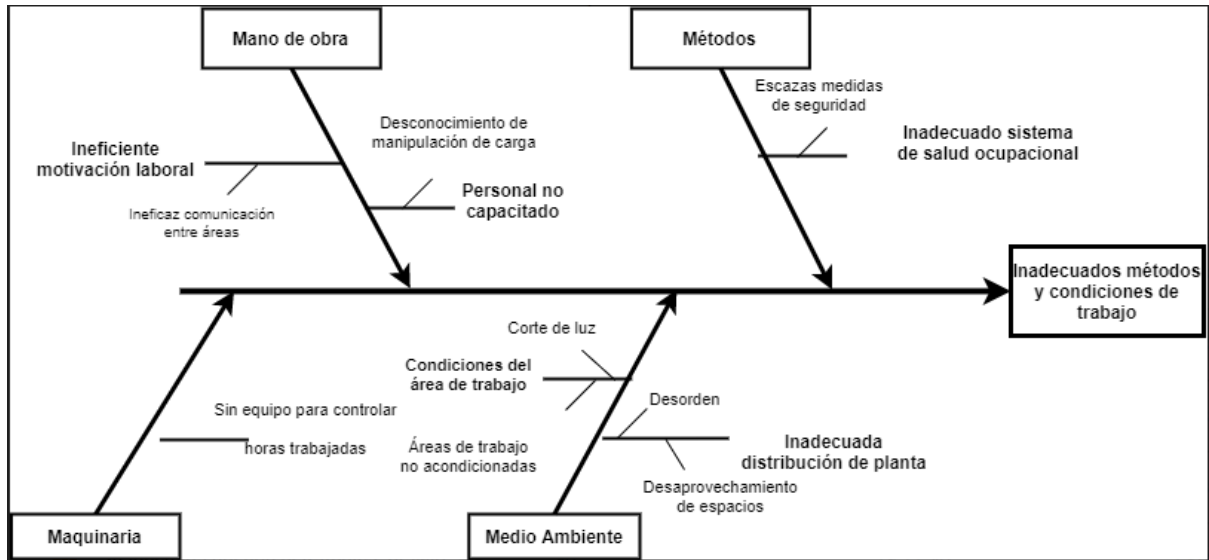 Mano de obra
Métodos
Escazas medidas
de seguridad
Desconocimiento de
manipulación de carga
Inadecuado sistema
de salud ocupacional
Ineficiente
motivación laboral
Personal no
capacitado
Ineficaz comunicación
entre áreas
Inadecuados métodos
y condiciones de
trabajo
Corte de luz
Condiciones del
área de trabajo
Desorden
Sin equipo para controlar
horas trabajadas
Áreas de trabajo
no acondicionadas
Inadecuada
distribución de planta
Desaprovechamiento
de espacios
Maquinaria
Medio Ambiente